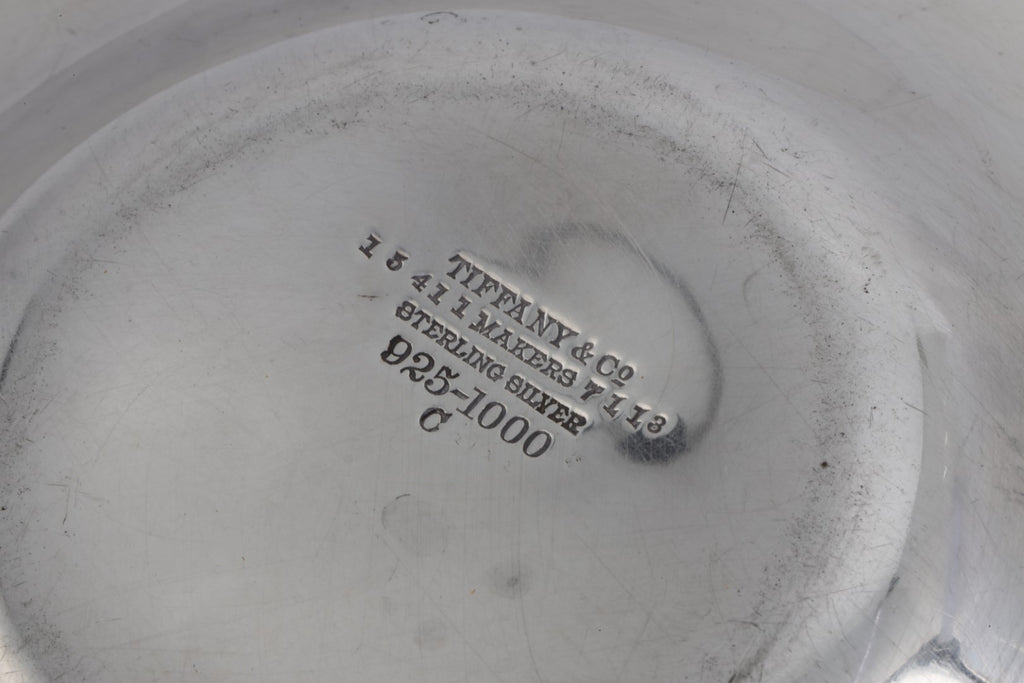 TIFFANY & Co
15411 MAKERS 7113
STERLING SILVER
925-1000
C